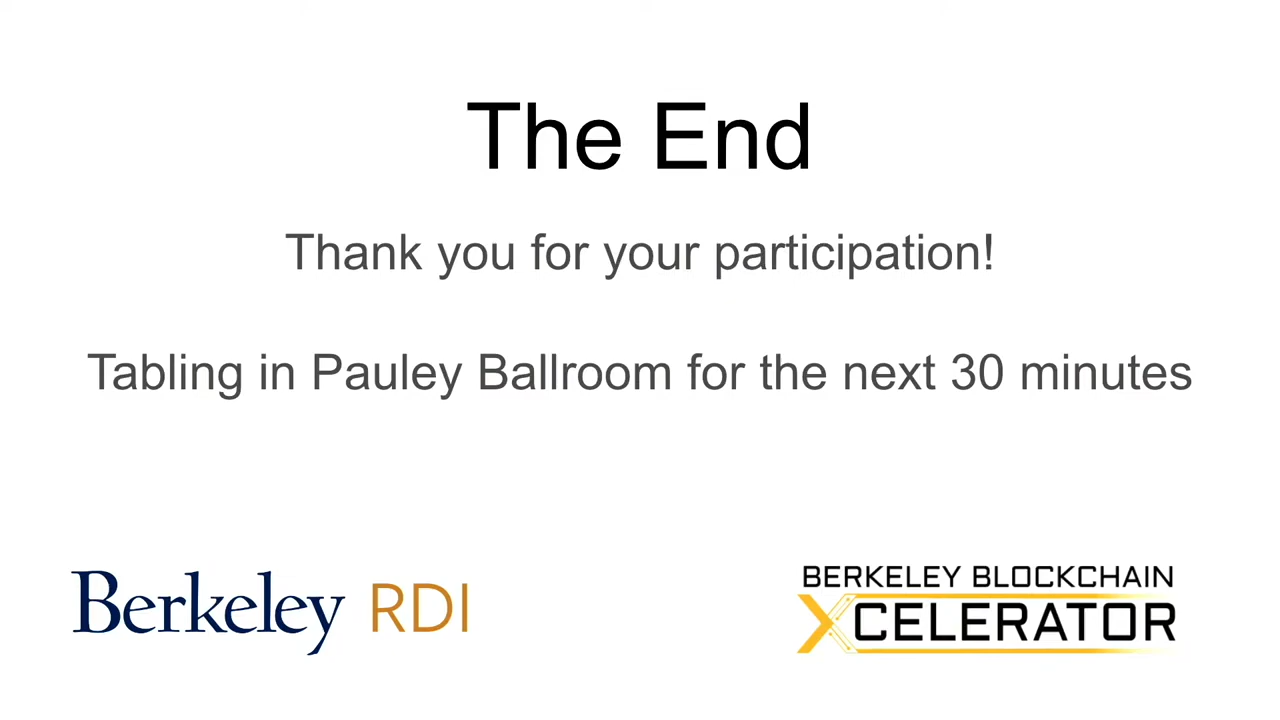 The End
Thank you for your participation!
Tabling in Pauley Ballroom for the next 30 minutes
Berkeley RDI
BERKELEY BLOCKCHAIN
XCELERATOR